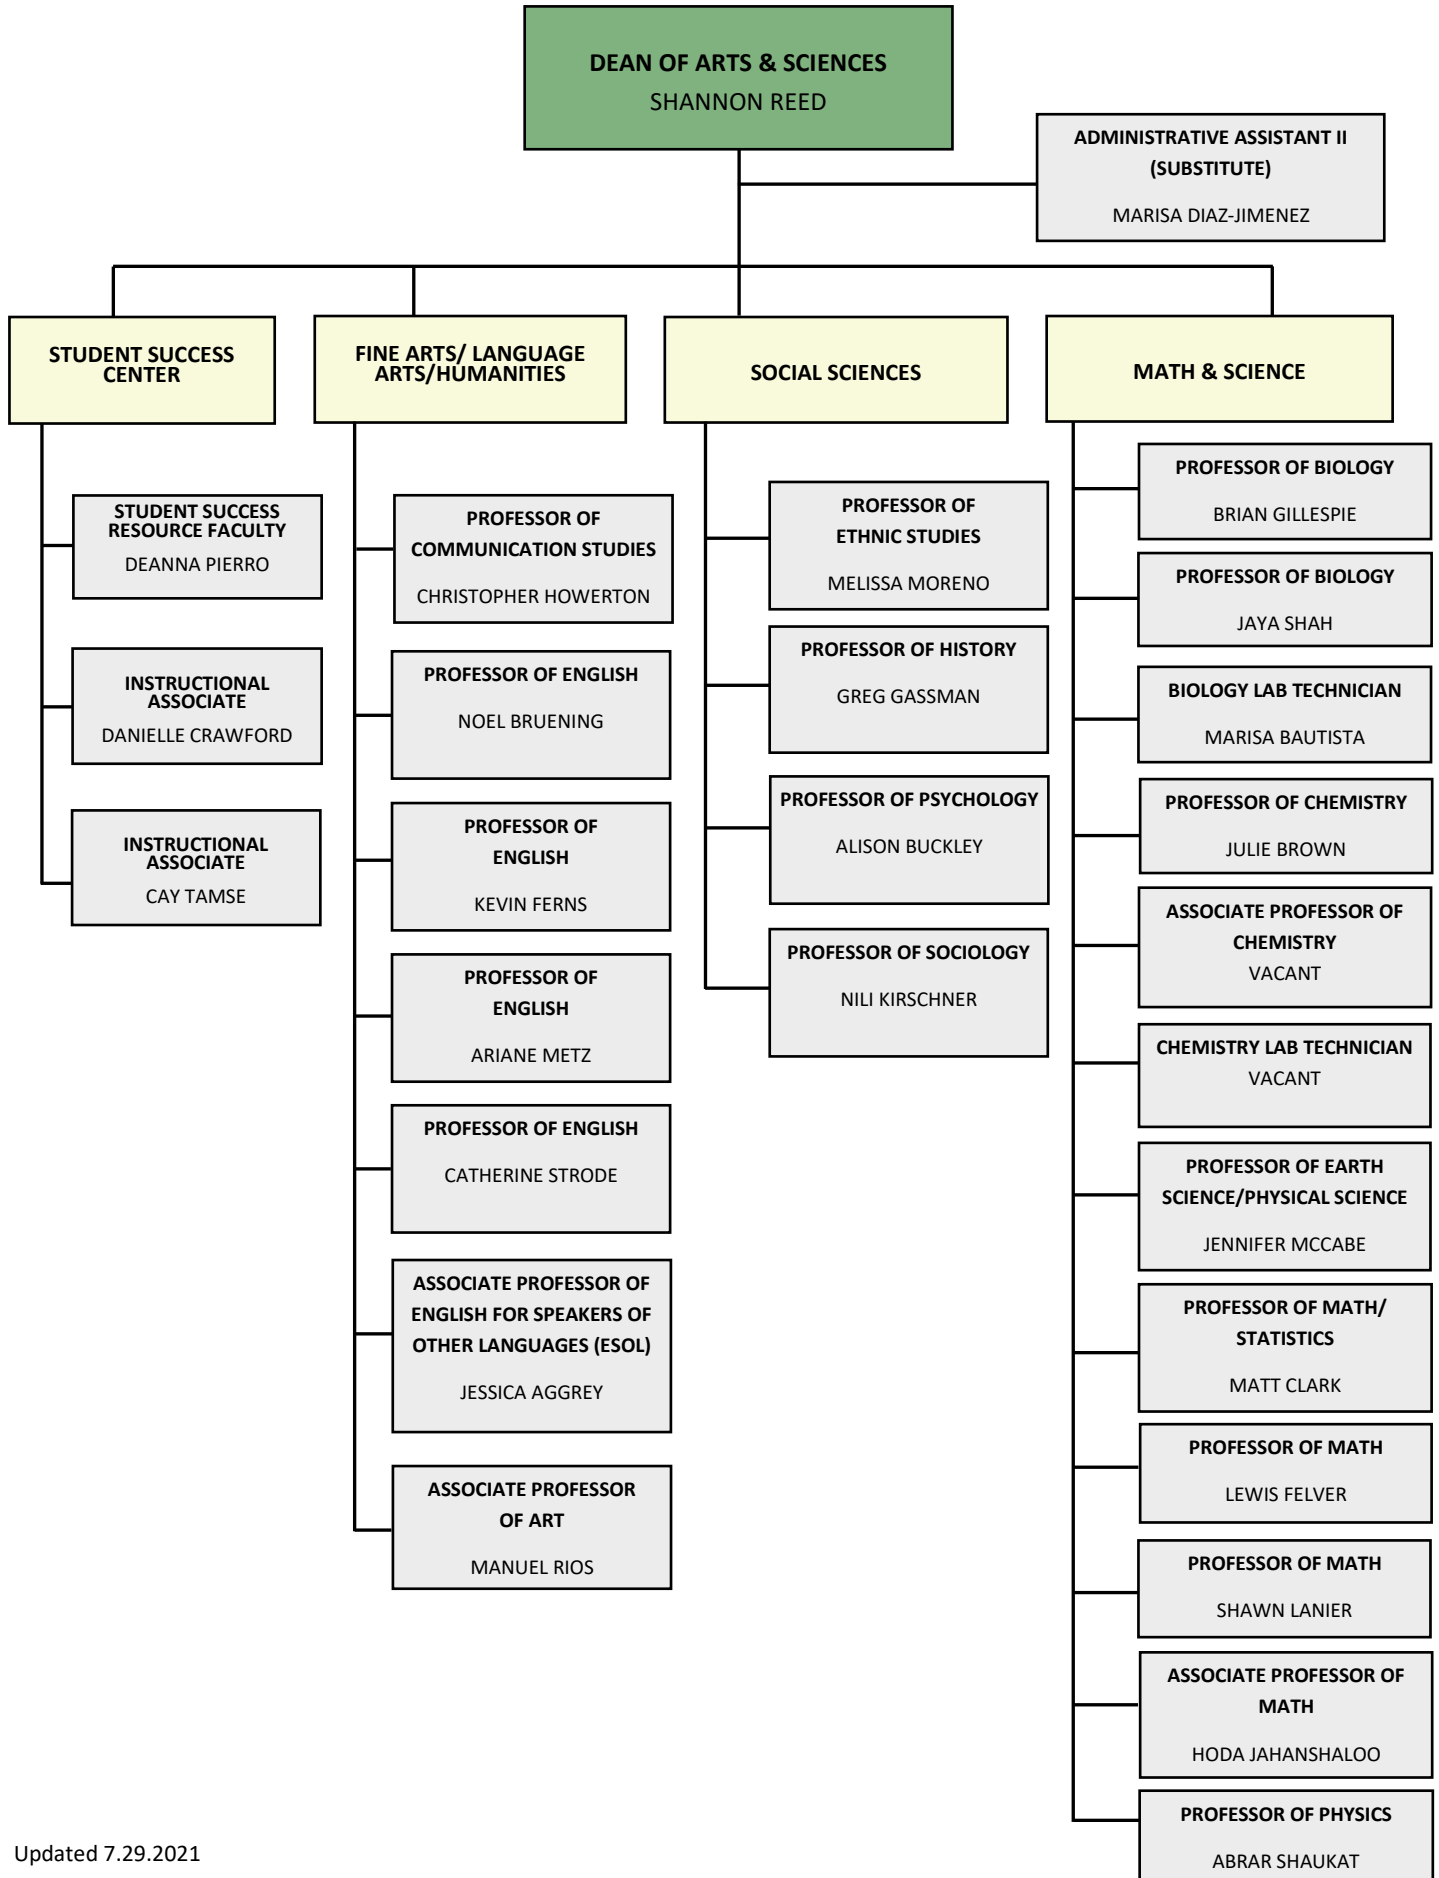 DEAN OF ARTS & SCIENCES
SHANNON REED
ADMINISTRATIVE ASSISTANT II
(SUBSTITUTE)
MARISA DIAZ-JIMENEZ
STUDENT SUCCESS
CENTER
STUDENT SUCCESS
RESOURCE FACULTY
DEANNA PIERRO
INSTRUCTIONAL
ASSOCIATE
DANIELLE CRAWFORD
INSTRUCTIONAL
ASSOCIATE
CAY TAMSE
FINE ARTS/ LANGUAGE
ARTS/HUMANITIES
PROFESSOR OF
COMMUNICATION STUDIES
CHRISTOPHER HOWERTON
PROFESSOR OF ENGLISH
NOEL BRUENING
PROFESSOR OF
ENGLISH
KEVIN FERNS
PROFESSOR OF
ENGLISH
ARIANE METZ
PROFESSOR OF ENGLISH
CATHERINE STRODE
ASSOCIATE PROFESSOR OF
ENGLISH FOR SPEAKERS OF
OTHER LANGUAGES (ESOL)
JESSICA AGGREY
ASSOCIATE PROFESSOR
OF ART
MANUEL RIOS
SOCIAL SCIENCES
PROFESSOR OF
ETHNIC STUDIES
MELISSA MORENO
PROFESSOR OF HISTORY
GREG GASSMAN
PROFESSOR OF PSYCHOLOGY
ALISON BUCKLEY
PROFESSOR OF SOCIOLOGY
NILI KIRSCHNER
MATH & SCIENCE
PROFESSOR OF BIOLOGY
BRIAN GILLESPIE
PROFESSOR OF BIOLOGY
JAYA SHAH
BIOLOGY LAB TECHNICIAN
MARISA BAUTISTA
PROFESSOR OF CHEMISTRY
JULIE BROWN
ASSOCIATE PROFESSOR OF
CHEMISTRY
VACANT
CHEMISTRY LAB TECHNICIAN
VACANT
PROFESSOR OF EARTH
SCIENCE/PHYSICAL SCIENCE
JENNIFER MCCABE
PROFESSOR OF MATH/
STATISTICS
MATT CLARK
PROFESSOR OF MATH
LEWIS FELVER
PROFESSOR OF MATH
SHAWN LANIER
ASSOCIATE PROFESSOR OF
MATH
HODA JAHANSHALOO
PROFESSOR OF PHYSICS
ABRAR SHAUKAT
Updated 7.29.2021